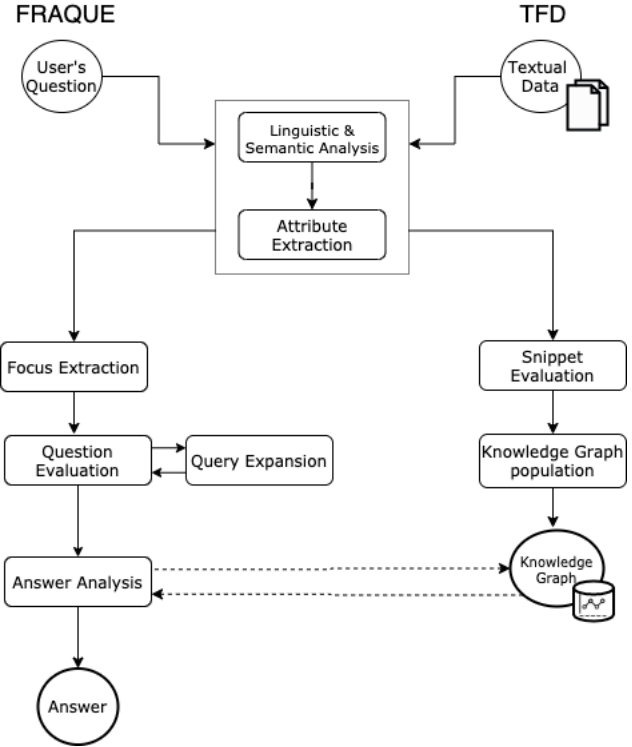 FRAQUE
TFD
User's
Question
Textual
Data
Linguistic &
Semantic Analysis
Attribute
Extraction
Focus Extraction
Snippet
Evaluation
Question
Evaluation
Query Expansion
Knowledge Graph
population
Answer Analysis
Knowledge
Graph
Answer